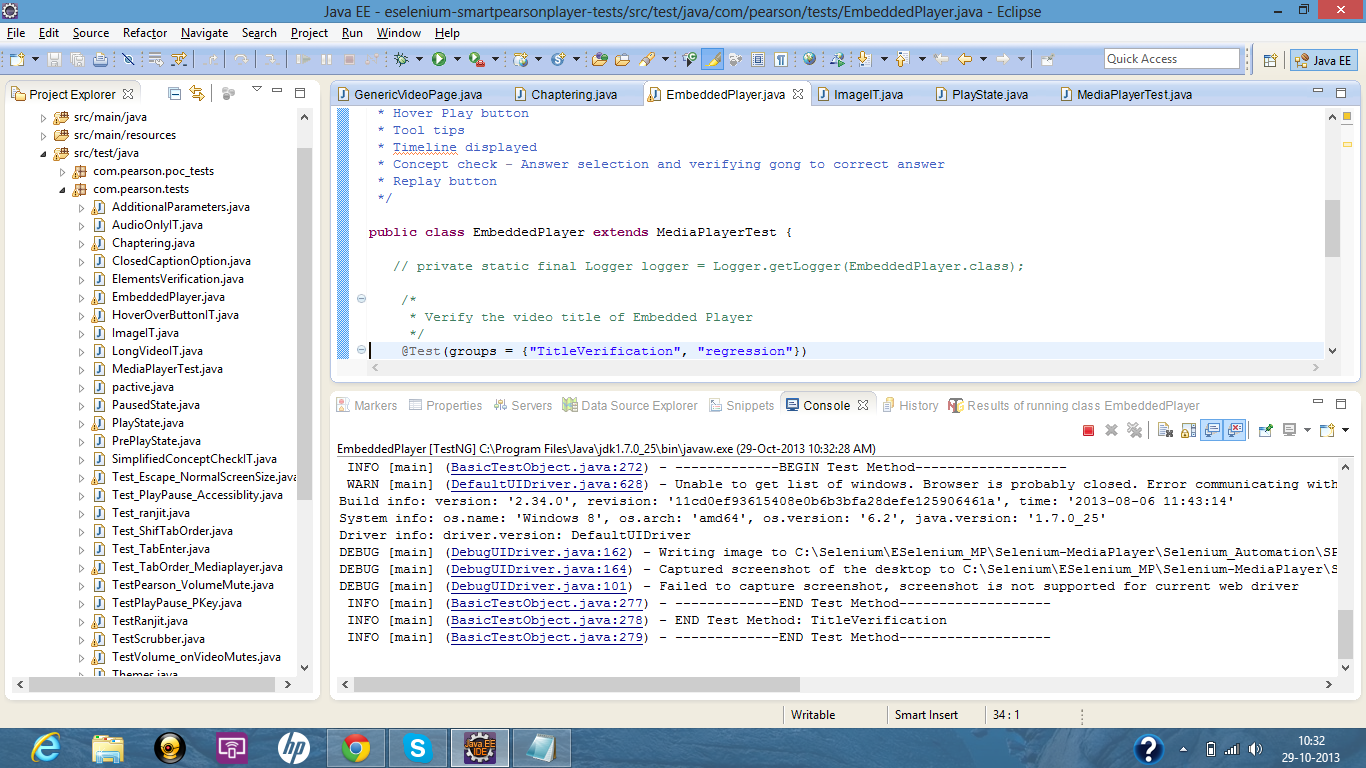 Java EE - eselenium-smartpearsonplayer-tests/src/test/java/com/pearson/tests/EmbeddedPlayer.java - Eclipse
File Edit Source Refactor Navigate Search Project Run Window Help
Quick Access
Java EE
Project Explorer
src/main/java
src/main/resources
src/test/java
com.pearson.poc_tests
com.pearson.tests
AdditionalParameters.java
AudioOnlyIT.java
Chaptering.java
ClosedCaptionOption.java
ElementsVerification.java
EmbeddedPlayer.java
HoverOverButtonIT.java
ImageIT.java
LongVideoIT.java
MediaPlayerTest.java
pactive.java
PausedState.java
PlayState.java
PrePlayState.java
SimplifiedConceptCheckIT.java
Test_Escape_NormalScreenSize.java
Test_PlayPause_Accessiblity.java
Test_ranjit.java
Test_ShifTabOrder.java
Test_TabEnter.java
Test_TabOrder_Mediaplayer.java
TestPearson_VolumeMute.java
TestPlayPause_PKey.java
TestRanjit.java
TestScrubber.java
TestVolume_onVideoMutes.java
Themes.java
GenericVideoPage.java Chaptering.java EmbeddedPlayer.java ImageIT.java PlayState.java MediaPlayerTest.java
* Hover Play button
* Tool tips
* Timeline displayed
* Concept check - Answer selection and verifying gong to correct answer
* Replay button
*/
public class EmbeddedPlayer extends MediaPlayerTest {
// private static final Logger logger = Logger.getLogger(EmbeddedPlayer.class);
/*
* Verify the video title of Embedded Player
*/
@Test(groups = {"TitleVerification", "regression"})
Markers Properties Servers Data Source Explorer Snippets Console History Results of running class EmbeddedPlayer
EmbeddedPlayer [TestNG] C:\Program Files\Java\jdk1.7.0_25\bin\javaw.exe (29-Oct-2013 10:32:28 AM)
INFO [main] (BasicTestObject.java:272) - -------------BEGIN Test Method-------------------
WARN [main] (DefaultUIDriver.java:628) - Unable to get list of windows. Browser is probably closed. Error communicating with
Build info: version: '2.34.0', revision: '11cd0ef93615408e0b6b3bfa28defe125906461a', time: '2013-08-06 11:43:14'
System info: os.name: 'Windows 8', os.arch: 'amd64', os.version: '6.2', java.version: '1.7.0_25'
Driver info: driver.version: DefaultUIDriver
DEBUG [main] (DebugUIDriver.java:162) - Writing image to C:\Selenium\ESelenium_MP\Selenium-MediaPlayer\Selenium_Automation\SP
DEBUG [main] (DebugUIDriver.java:164) - Captured screenshot of the desktop to C:\Selenium\ESelenium_MP\Selenium-MediaPlayer\S
DEBUG [main] (DebugUIDriver.java:101) - Failed to capture screenshot, screenshot is not supported for current web driver
INFO [main] (BasicTestObject.java:277) - -------------END Test Method-------------------
INFO [main] (BasicTestObject.java:278) - END Test Method: TitleVerification
INFO [main] (BasicTestObject.java:279) - -------------END Test Method-------------------
Writable Smart Insert 34 : 1
10:32
29-10-2013